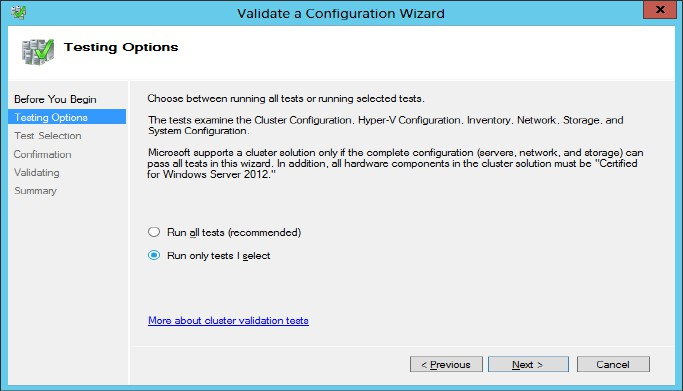 Validate a Configuration Wizard
x
Testing Options
Before You Begin
Testing Options
Test Selection
Confirmation
Validating
Summary
Choose between running all tests or running selected tests.
The tests examine the Cluster Configuration, Hyper-V Configuration, Inventory, Network, Storage, and
System Configuration.
Microsoft supports a cluster solution only if the complete configuration (servers, network, and storage) can
pass all tests in this wizard. In addition, all hardware components in the cluster solution must be "Certified
for Windows Server 2012."
Run all tests (recommended)
Run only tests I select
More about cluster validation tests
< Previous
Next >
Cancel